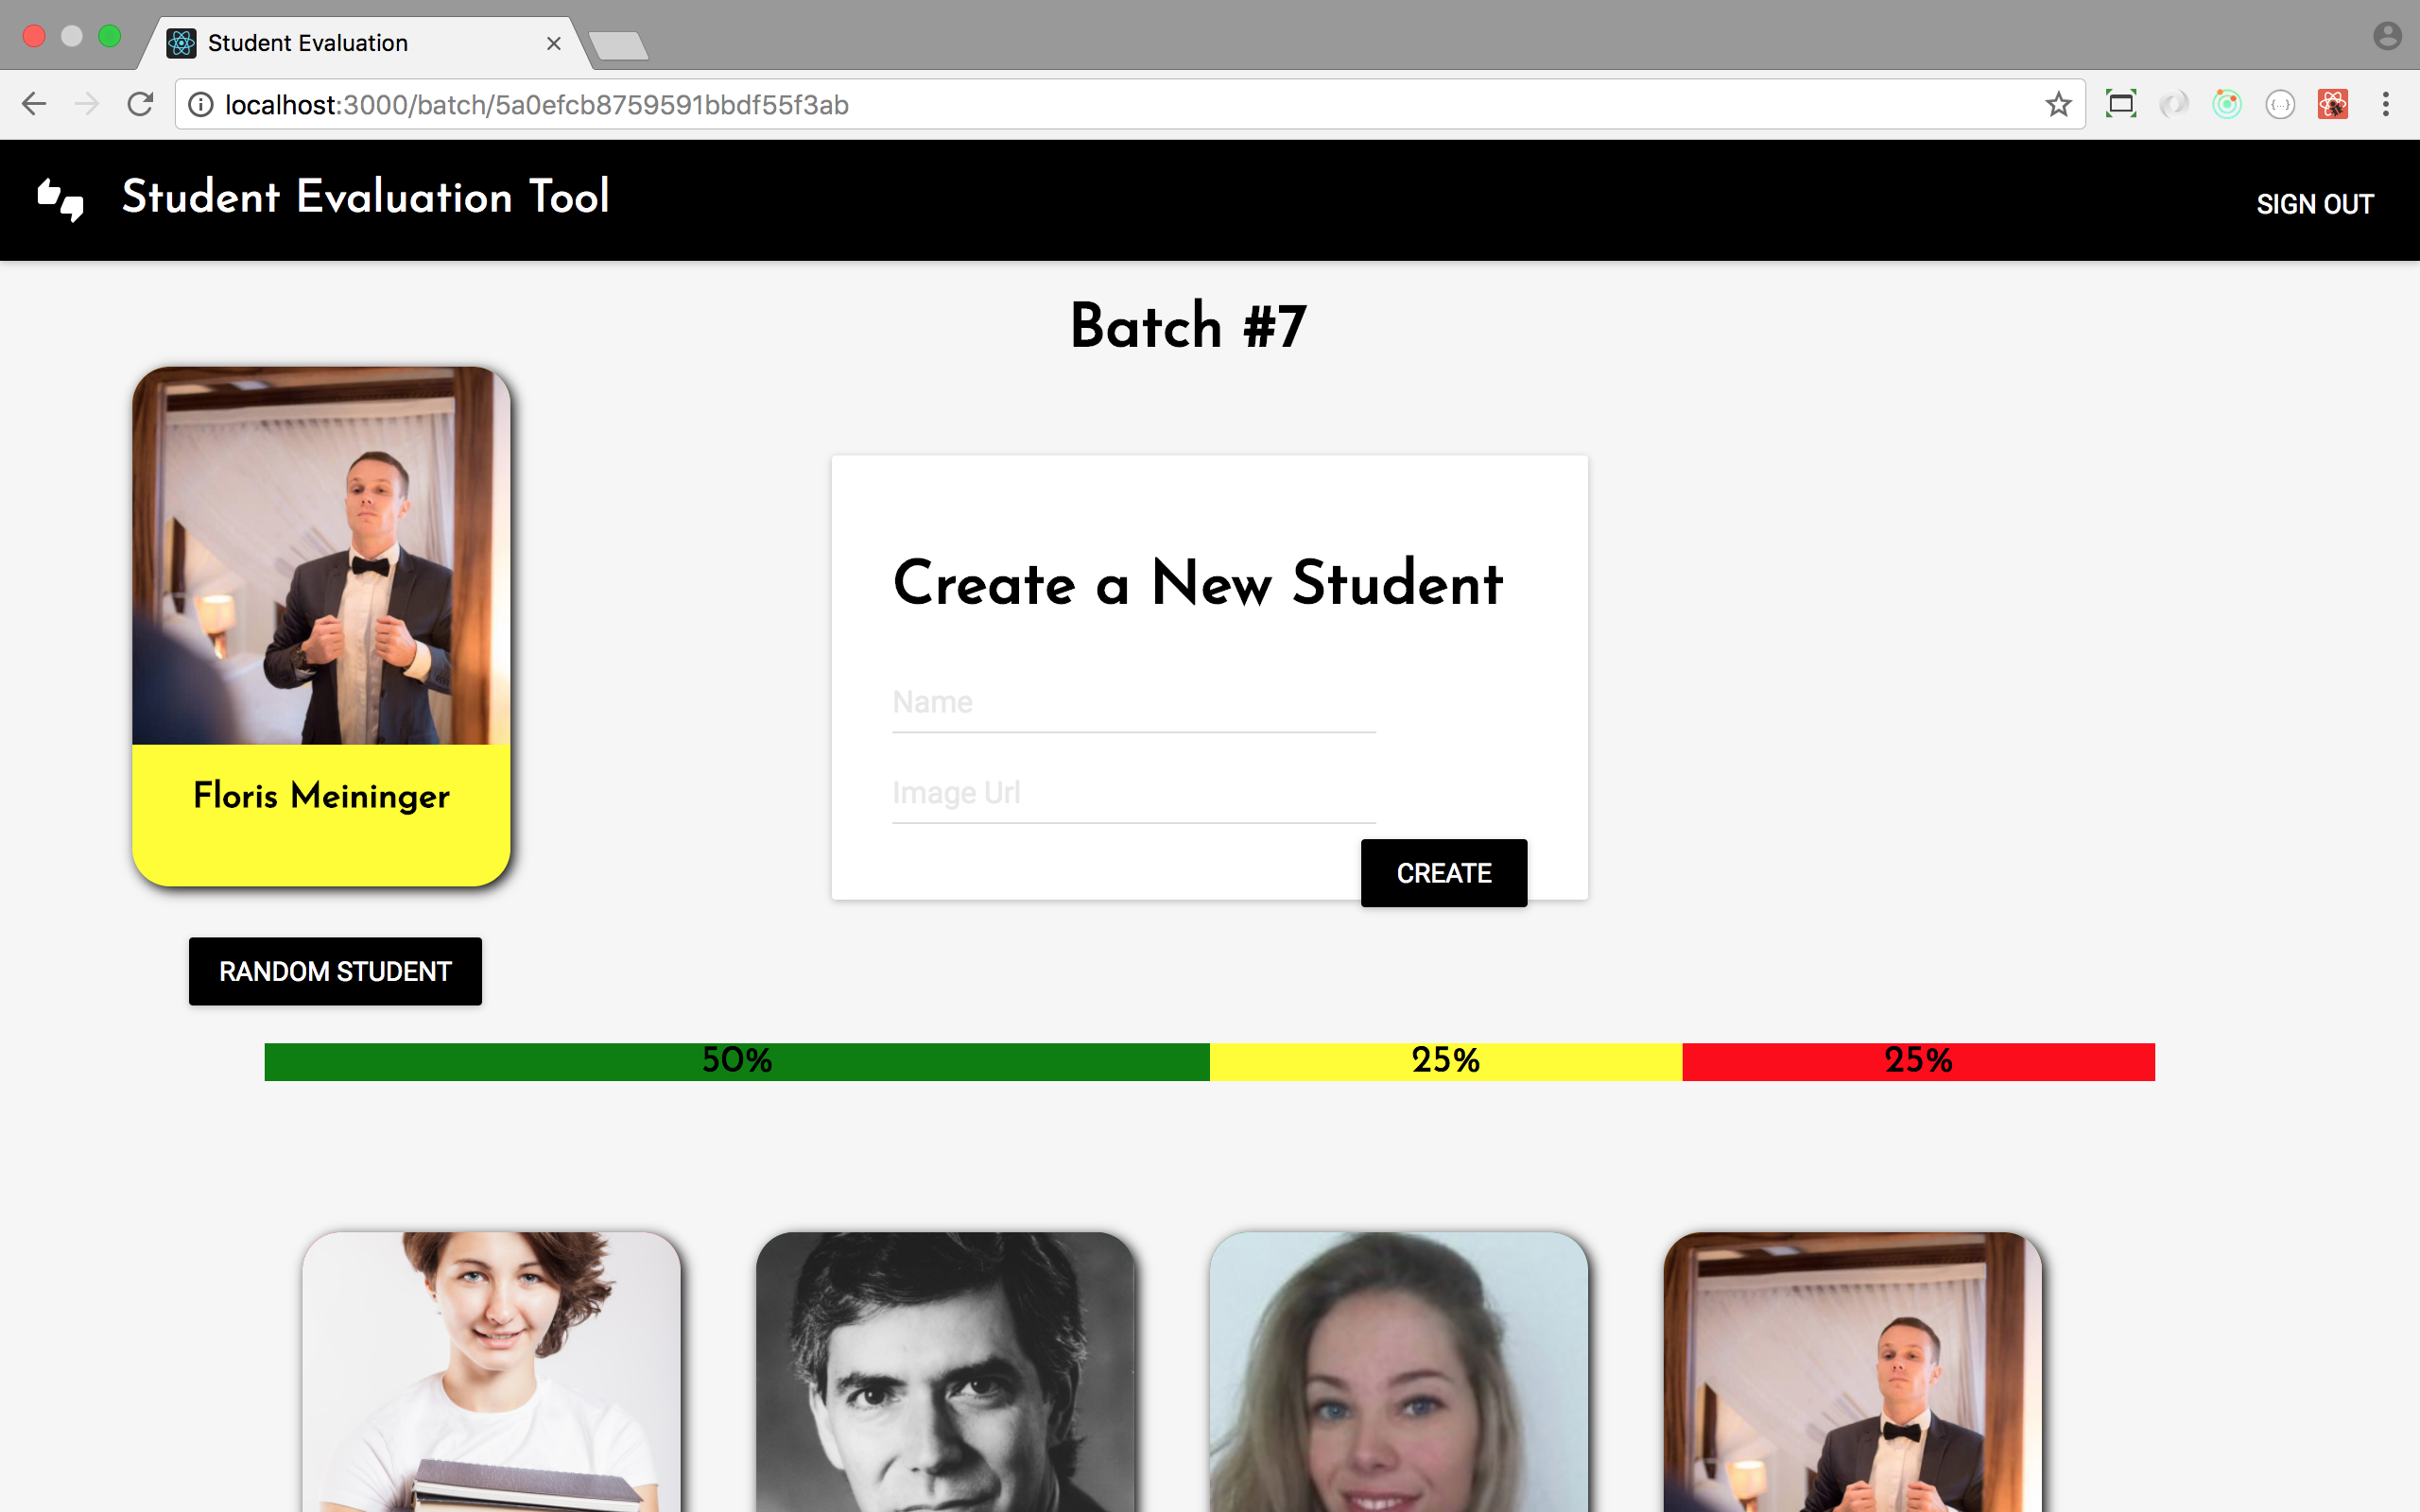 Student Evaluation
localhost:3000/batch/5a0efcb8759591bbdf55f3ab
Student Evaluation Tool
SIGN OUT
Batch #7
Create a New Student
Name
Image Url
CREATE
Floris Meininger
RANDOM STUDENT
50% 25% 25%